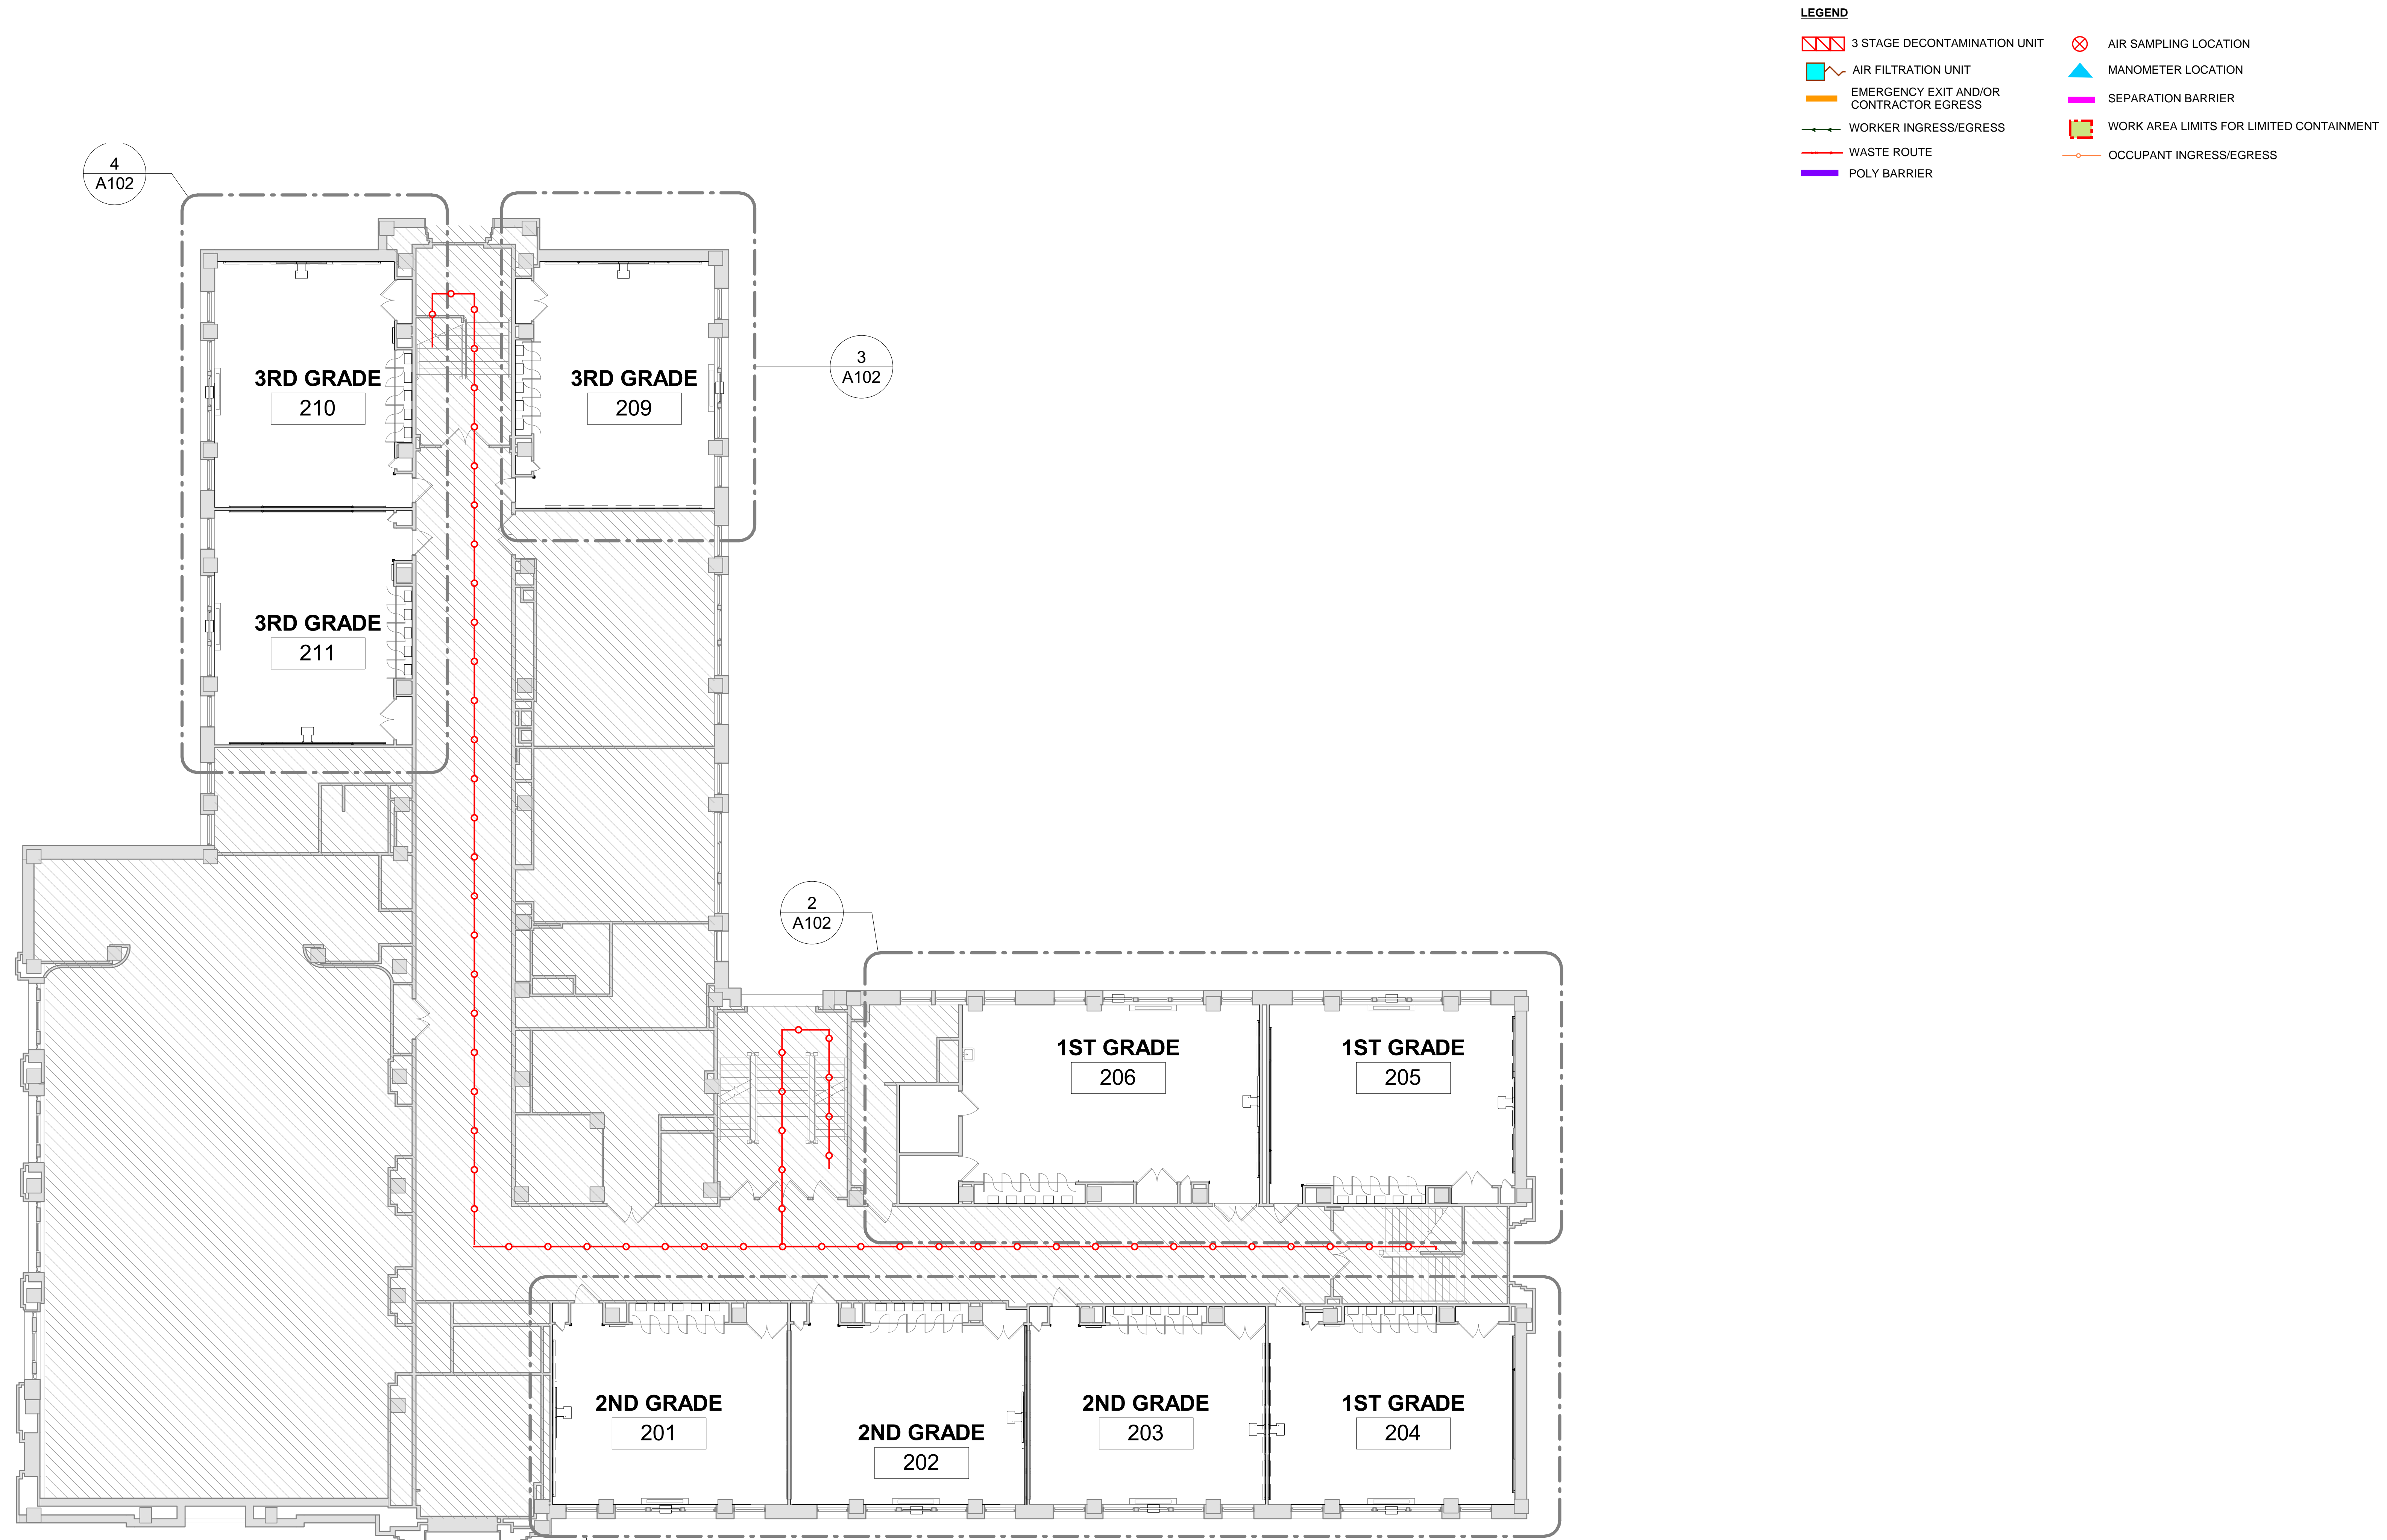 LEGEND
3 STAGE DECONTAMINATION UNIT
AIR SAMPLING LOCATION
AIR FILTRATION UNIT
MANOMETER LOCATION
EMERGENCY EXIT AND/OR
CONTRACTOR EGRESS
SEPARATION BARRIER
WORKER INGRESS/EGRESS
WORK AREA LIMITS FOR LIMITED CONTAINMENT
WASTE ROUTE
OCCUPANT INGRESS/EGRESS
POLY BARRIER
4
A102
3
A102
3RD GRADE
210
3RD GRADE
209
3RD GRADE
211
2
A102
1ST GRADE
206
1ST GRADE
205
2ND GRADE
201
2ND GRADE
202
2ND GRADE
203
1ST GRADE
204